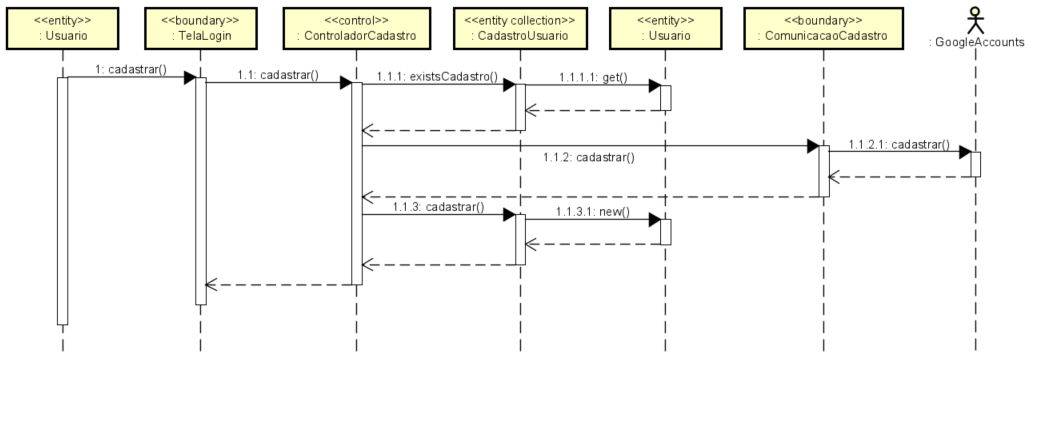 <<entity>>
: Usuario
<<boundary>>
: TelaLogin
<<control>>
: ControladorCadastro
<<entity collection>>
: CadastroUsuario
<<entity>>
: Usuario
<<boundary>>
: ComunicacaoCadastro
: GoogleAccounts
1: cadastrar()
1.1: cadastrar()
1.1.1: existsCadastro()
1.1.1.1: get()
1.1.2: cadastrar()
1.1.2.1: cadastrar()
1.1.3: cadastrar()
1.1.3.1: new()